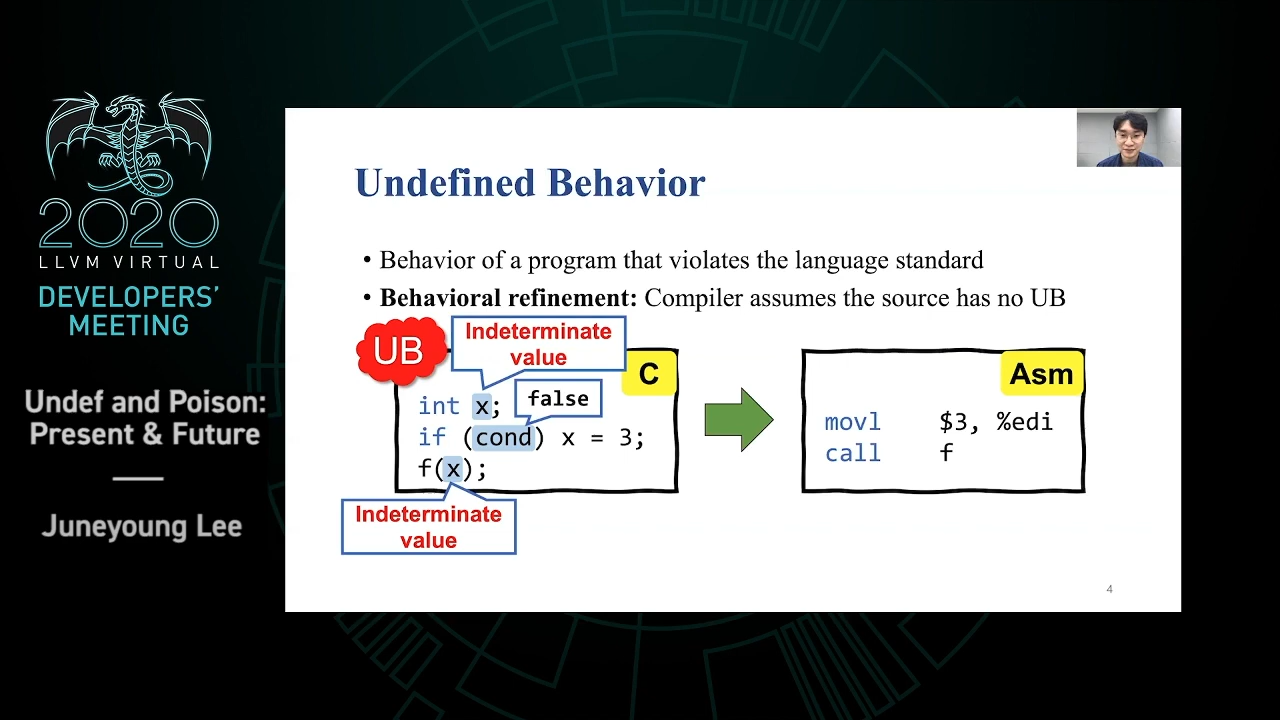 2020
LLVM VIRTUAL
DEVELOPERS'
MEETING
Undef and Poison:
Present & Future
Juneyoung Lee
Undefined Behavior
• Behavior of a program that violates the language standard
• Behavioral refinement: Compiler assumes the source has no UB
UB
Indeterminate
value
C
int x;
false
if (cond) x = 3;
f(x);
Indeterminate
value
Asm
movl $3, %edi
call f
4